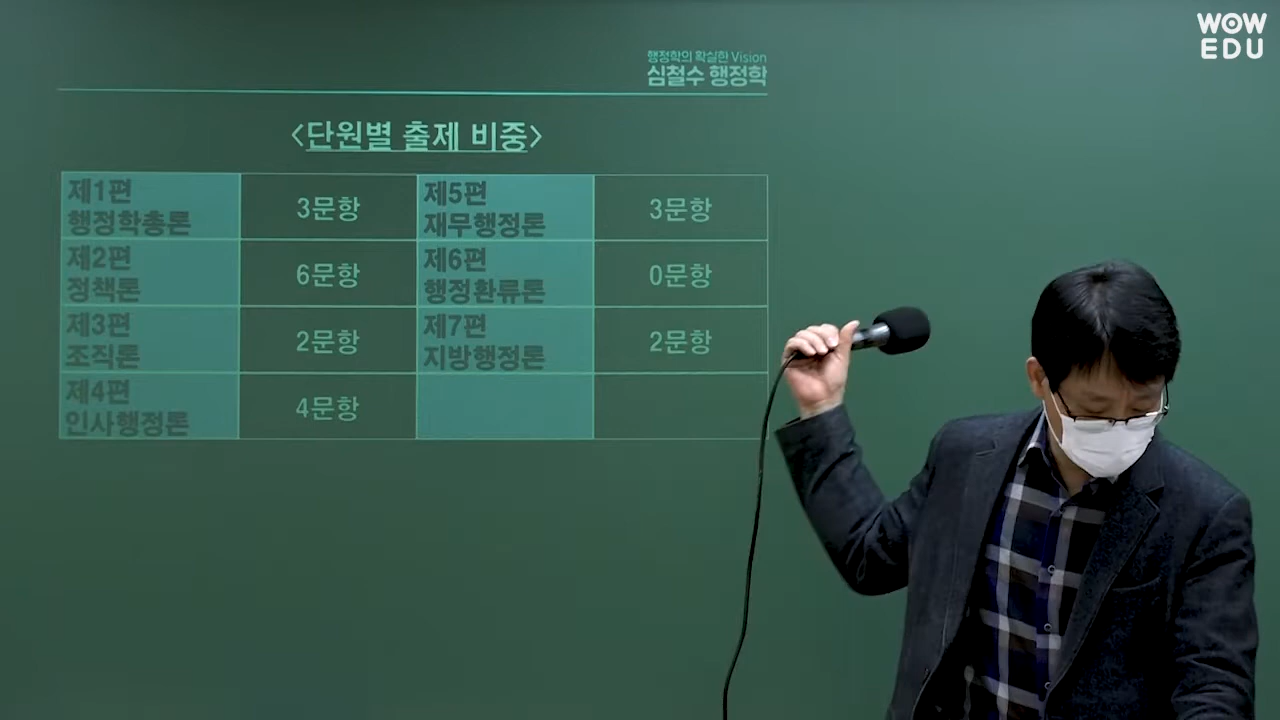 WOW
EDU
행정학의 확실한 Vision
심철수 행정학
<단원별 출제 비중>
제1편
행정학총론
3문항
제5편
재무행정론
3문항
제2편
정책론
6문항
제6편
행정환류론
0문항
제3편
조직론
2문항
제7편
지방행정론
2문항
제4편
인사행정론
4문항